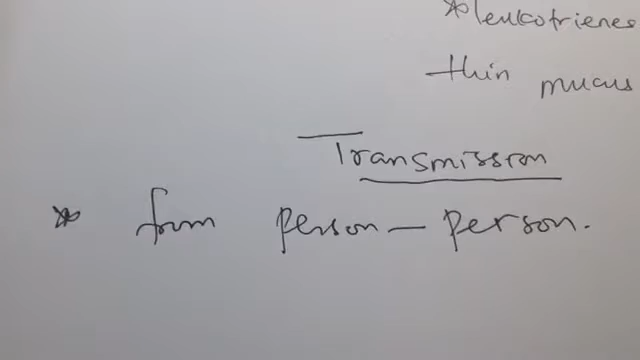 *leukotrienes
-thin mucus
Transmission
* from person-person.